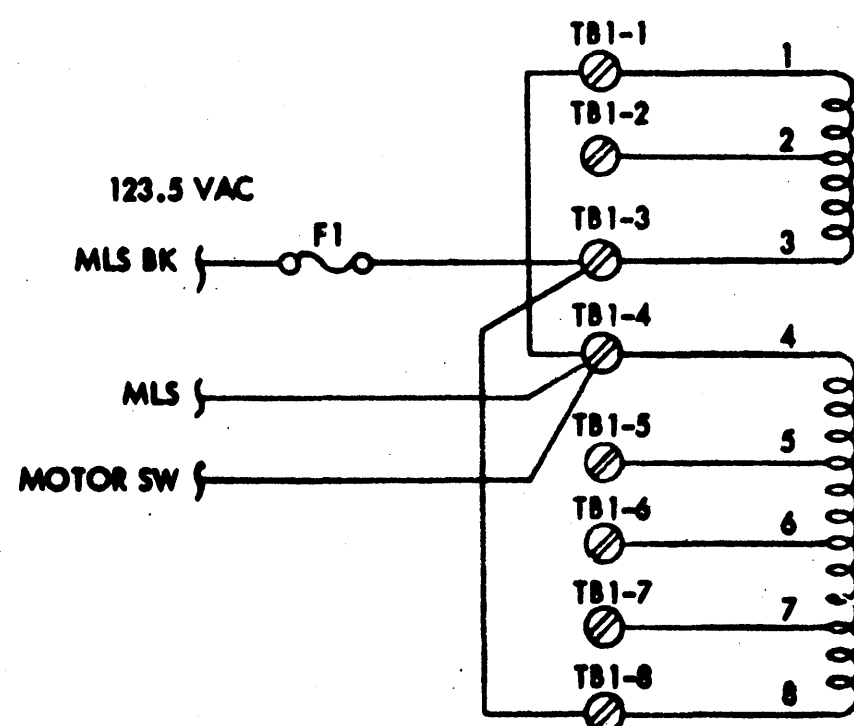 TB1-1
1
TB1-2
2
123.5 VAC
TB1-3
F1
3
MLS BK
TB1-4
4
MLS
TB1-5
5
MOTOR SW
TB1-6
6
TB1-7
7
TB1-8
8